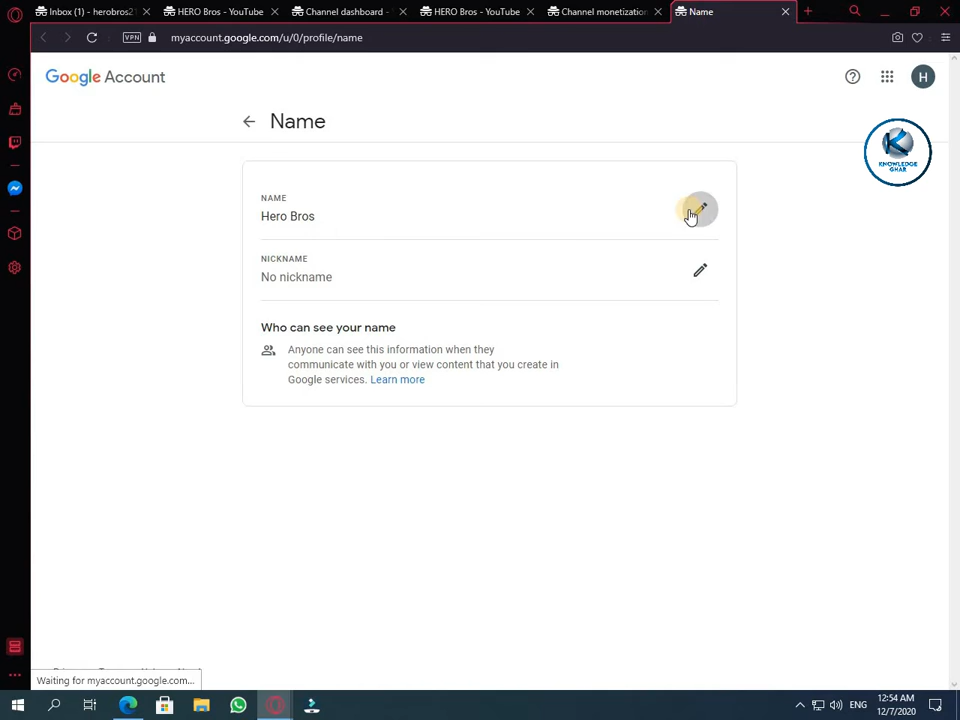 Inbox (1) - herobros21
HERO Bros - YouTube
Channel dashboard -
HERO Bros - YouTube
Channel monetization
Name
VPN
myaccount.google.com/u/0/profile/name
Google Account
H
Name
KNOWLEDGE
GHAR
NAME
Hero Bros
NICKNAME
No nickname
Who can see your name
Anyone can see this information when they
communicate with you or view content that you create in
Google services. Learn more
Waiting for myaccount.google.com...
ENG
12:54 AM
12/7/2020